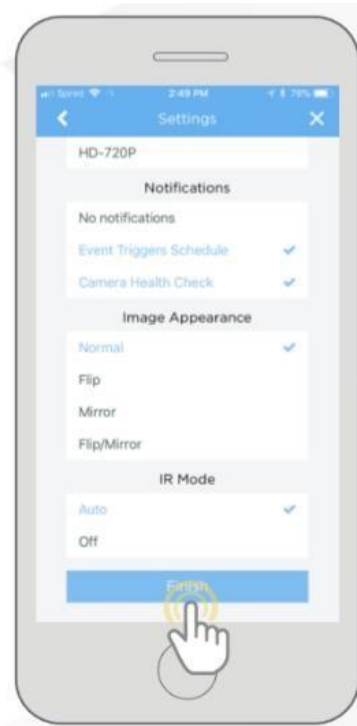 Sprint 2:49 PM 76%
Settings
HD-720P
Notifications
No notifications
Event Triggers Schedule
Camera Health Check
Image Appearance
Normal
Flip
Mirror
Flip/Mirror
IR Mode
Auto
Off
Finish